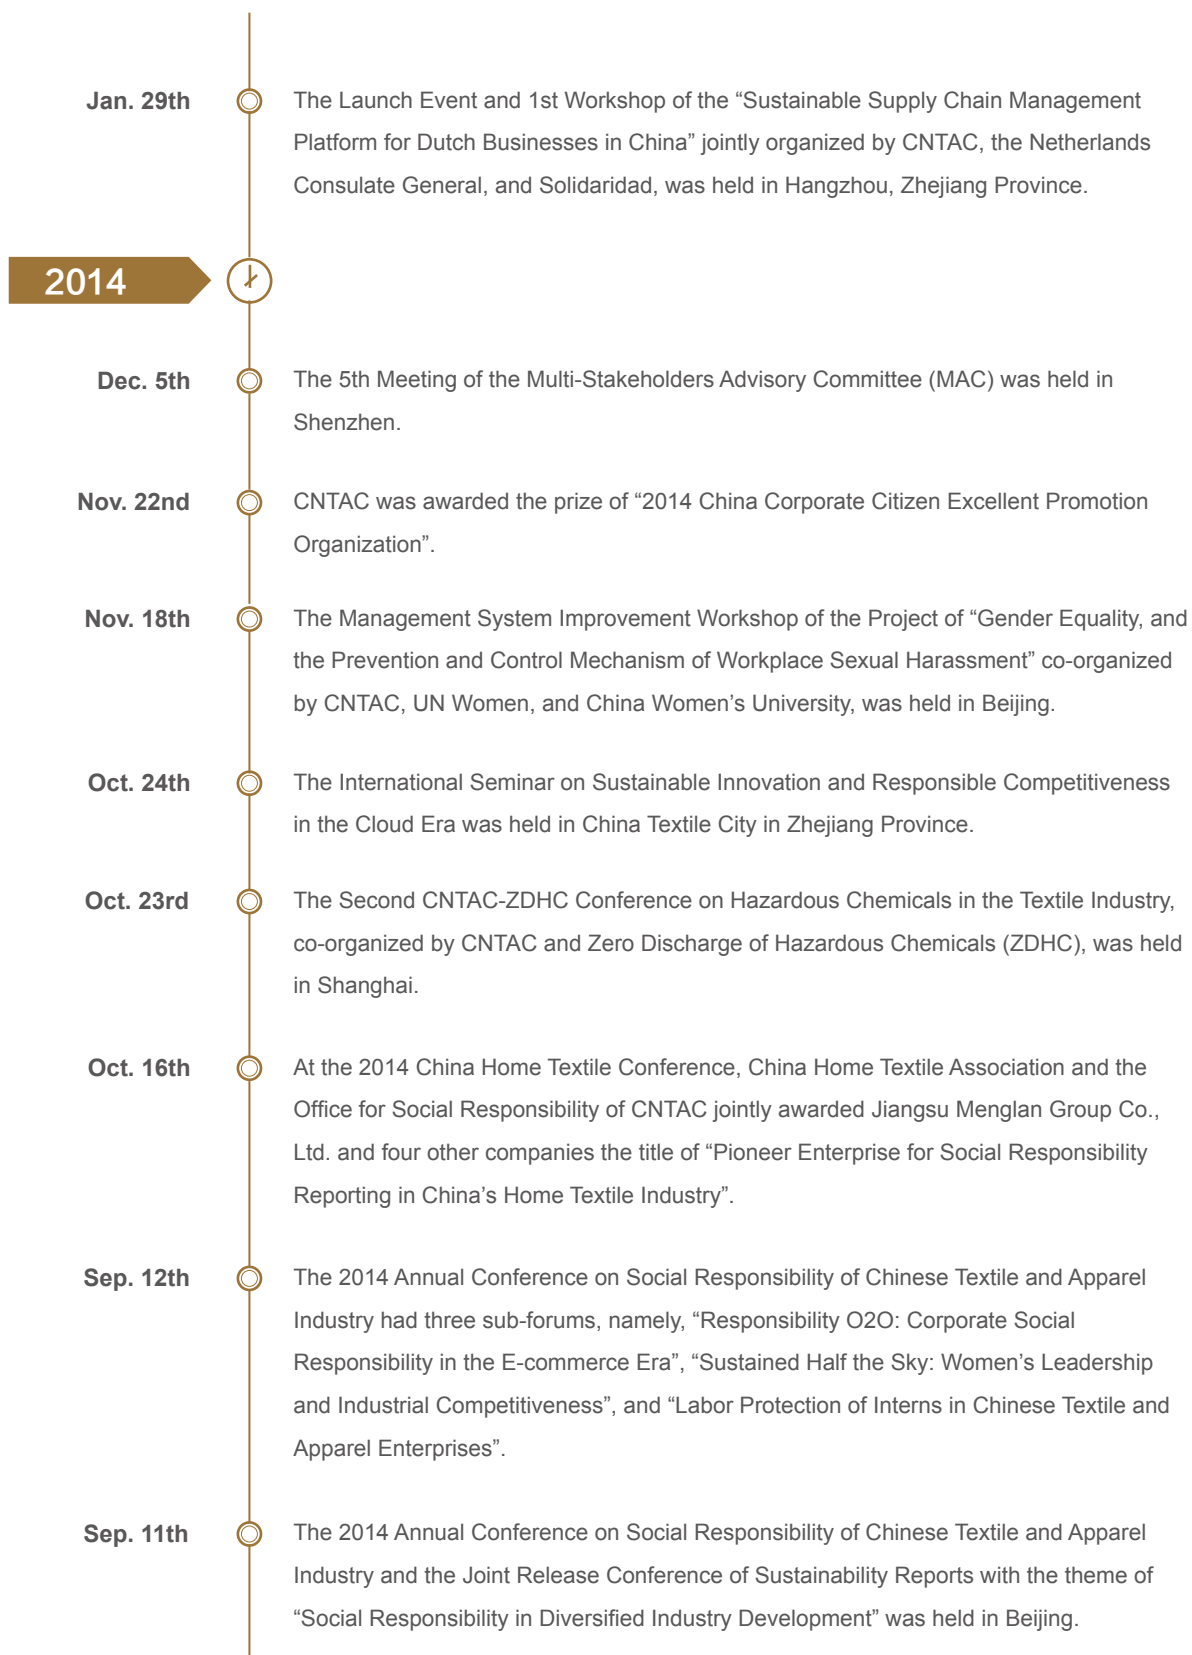 Jan. 29th
The Launch Event and 1st Workshop of the “Sustainable Supply Chain Management
Platform for Dutch Businesses in China” jointly organized by CNTAC, the Netherlands
Consulate General, and Solidaridad, was held in Hangzhou, Zhejiang Province.
2014
Dec. 5th
The 5th Meeting of the Multi-Stakeholders Advisory Committee (MAC) was held in
Shenzhen.
Nov. 22nd
CNTAC was awarded the prize of “2014 China Corporate Citizen Excellent Promotion
Organization”.
Nov. 18th
The Management System Improvement Workshop of the Project of “Gender Equality, and
the Prevention and Control Mechanism of Workplace Sexual Harassment” co-organized
by CNTAC, UN Women, and China Women’s University, was held in Beijing.
Oct. 24th
The International Seminar on Sustainable Innovation and Responsible Competitiveness
in the Cloud Era was held in China Textile City in Zhejiang Province.
Oct. 23rd
The Second CNTAC-ZDHC Conference on Hazardous Chemicals in the Textile Industry,
co-organized by CNTAC and Zero Discharge of Hazardous Chemicals (ZDHC), was held
in Shanghai.
Oct. 16th
At the 2014 China Home Textile Conference, China Home Textile Association and the
Office for Social Responsibility of CNTAC jointly awarded Jiangsu Menglan Group Co.,
Ltd. and four other companies the title of “Pioneer Enterprise for Social Responsibility
Reporting in China’s Home Textile Industry”.
Sep. 12th
The 2014 Annual Conference on Social Responsibility of Chinese Textile and Apparel
Industry had three sub-forums, namely, “Responsibility O2O: Corporate Social
Responsibility in the E-commerce Era”, “Sustained Half the Sky: Women’s Leadership
and Industrial Competitiveness”, and “Labor Protection of Interns in Chinese Textile and
Apparel Enterprises”.
Sep. 11th
The 2014 Annual Conference on Social Responsibility of Chinese Textile and Apparel
Industry and the Joint Release Conference of Sustainability Reports with the theme of
“Social Responsibility in Diversified Industry Development” was held in Beijing.